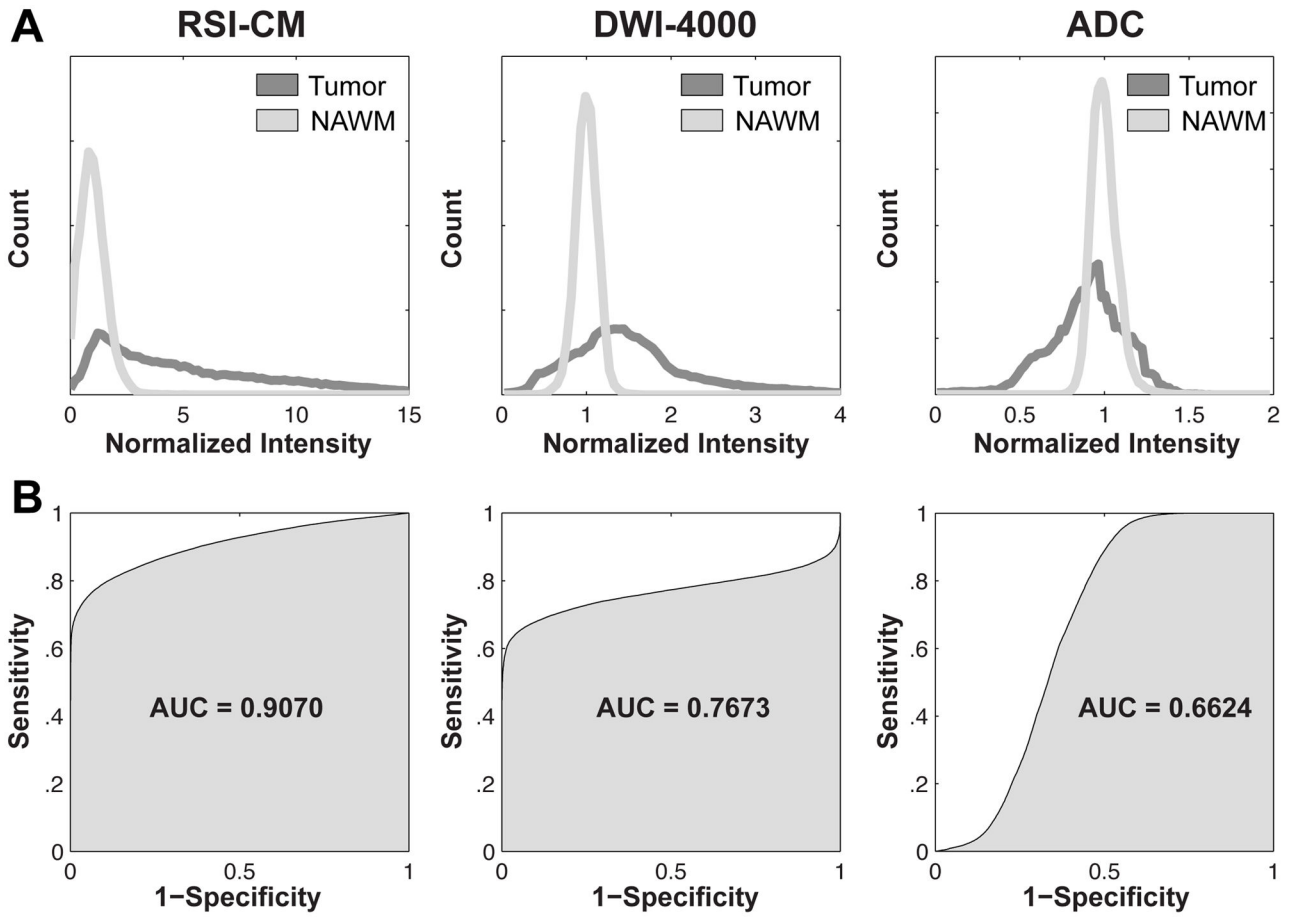 A
RSI-CM
DWI-4000
ADC
Count
Tumor
NAWM
0
5
10
15
Normalized Intensity
Count
Tumor
NAWM
0
1
2
3
4
Normalized Intensity
Count
Tumor
NAWM
0
0.5
1
1.5
2
Normalized Intensity
B
Sensitivity
1
.8
.6
.4
.2
0
AUC = 0.9070
0
0.5
1
1−Specificity
Sensitivity
1
.8
.6
.4
.2
0
AUC = 0.7673
0
0.5
1
1−Specificity
Sensitivity
1
.8
.6
.4
.2
0
AUC = 0.6624
0
0.5
1
1−Specificity